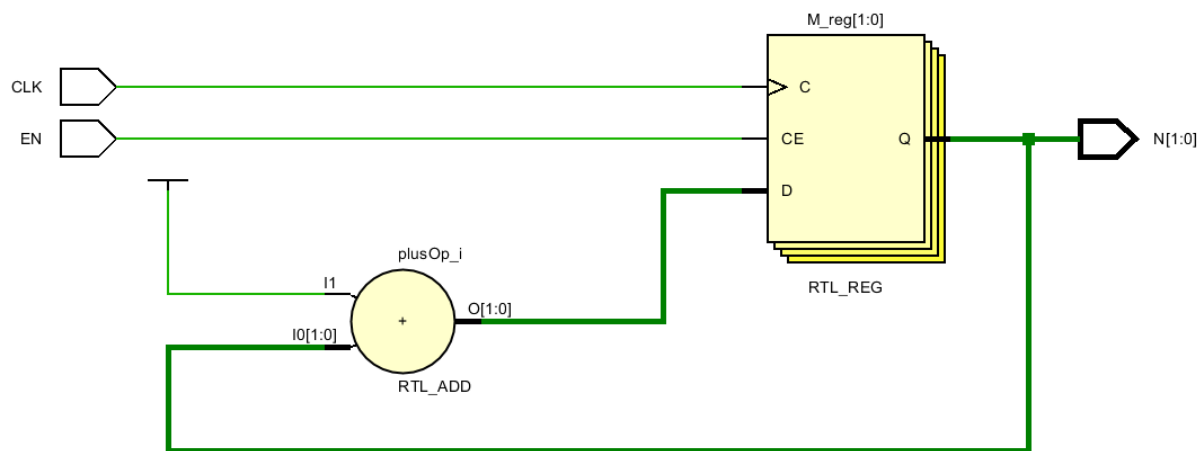 M_reg[1:0]
CLK
C
EN
CE
Q
N[1:0]
D
plusOp_i
I1
RTL_REG
O[1:0]
+
I0[1:0]
RTL_ADD